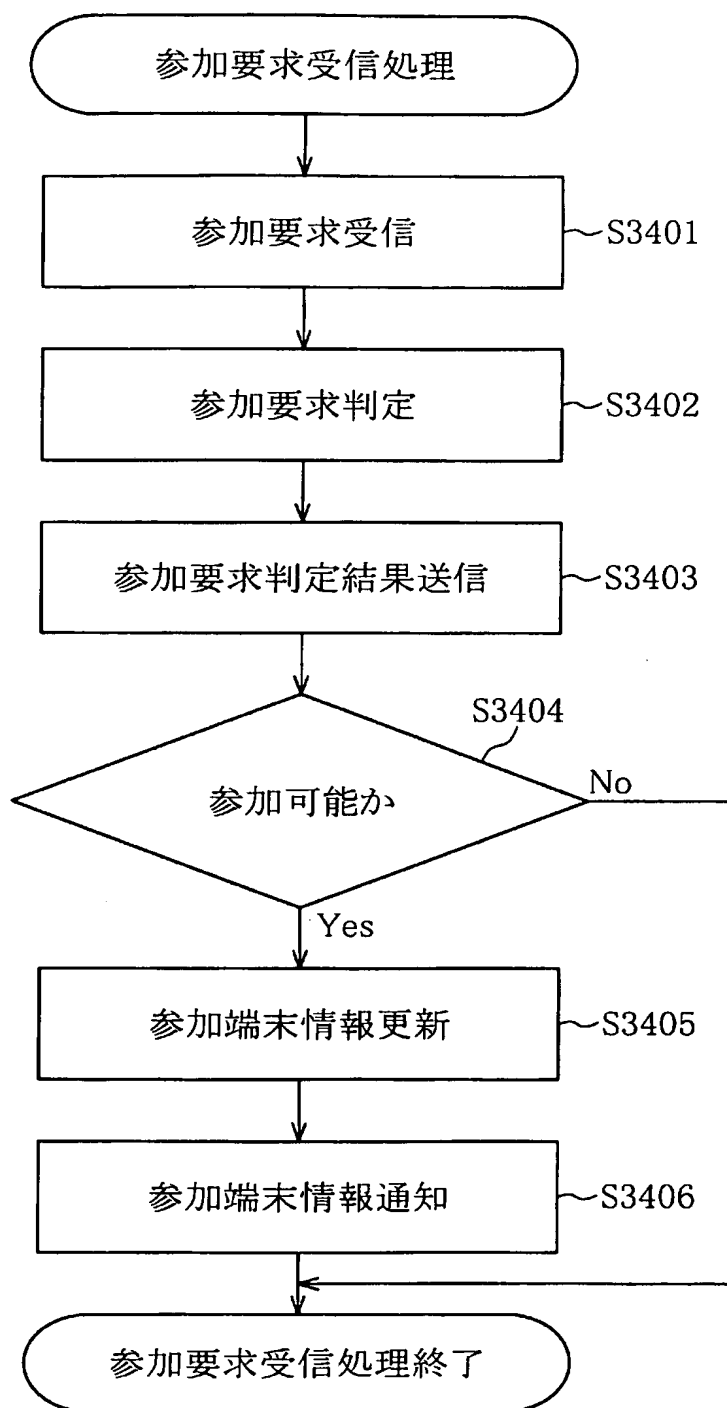 参加要求受信処理
参加要求受信
S3401
参加要求判定
S3402
参加要求判定結果送信
S3403
S3404
参加可能か
No
Yes
参加端末情報更新
S3405
参加端末情報通知
S3406
参加要求受信処理終了